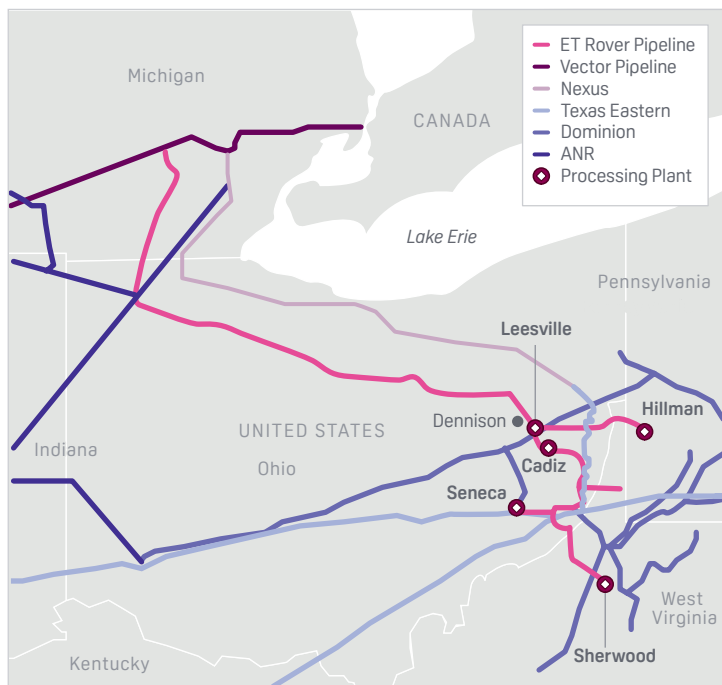 ET Rover Pipeline
Vector Pipeline
Nexus
Texas Eastern
Dominion
ANR
Processing Plant
Michigan
CANADA
Lake Erie
Pennsylvania
Leesville
Hillman
Dennison
UNITED STATES
Indiana
Cadiz
Ohio
Seneca
West
Virginia
Sherwood
Kentucky